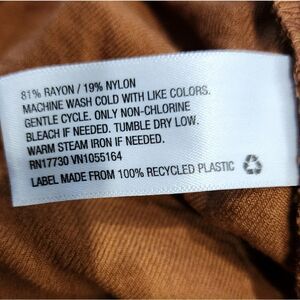 81% RAYON / 19% NYLON
MACHINE WASH COLD WITH LIKE COLORS.
GENTLE CYCLE. ONLY NON-CHLORINE
BLEACH IF NEEDED. TUMBLE DRY LOW.
WARM STEAM IRON IF NEEDED.
RN17730 VN1055164
LABEL MADE FROM 100% RECYCLED PLASTIC